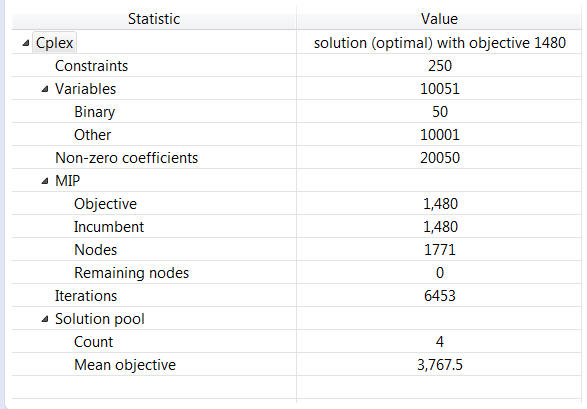 Statistic Value
Cplex solution (optimal) with objective 1480
Constraints 250
Variables 10051
Binary 50
Other 10001
Non-zero coefficients 20050
MIP
Objective 1,480
Incumbent 1,480
Nodes 1771
Remaining nodes 0
Iterations 6453
Solution pool
Count 4
Mean objective 3,767.5